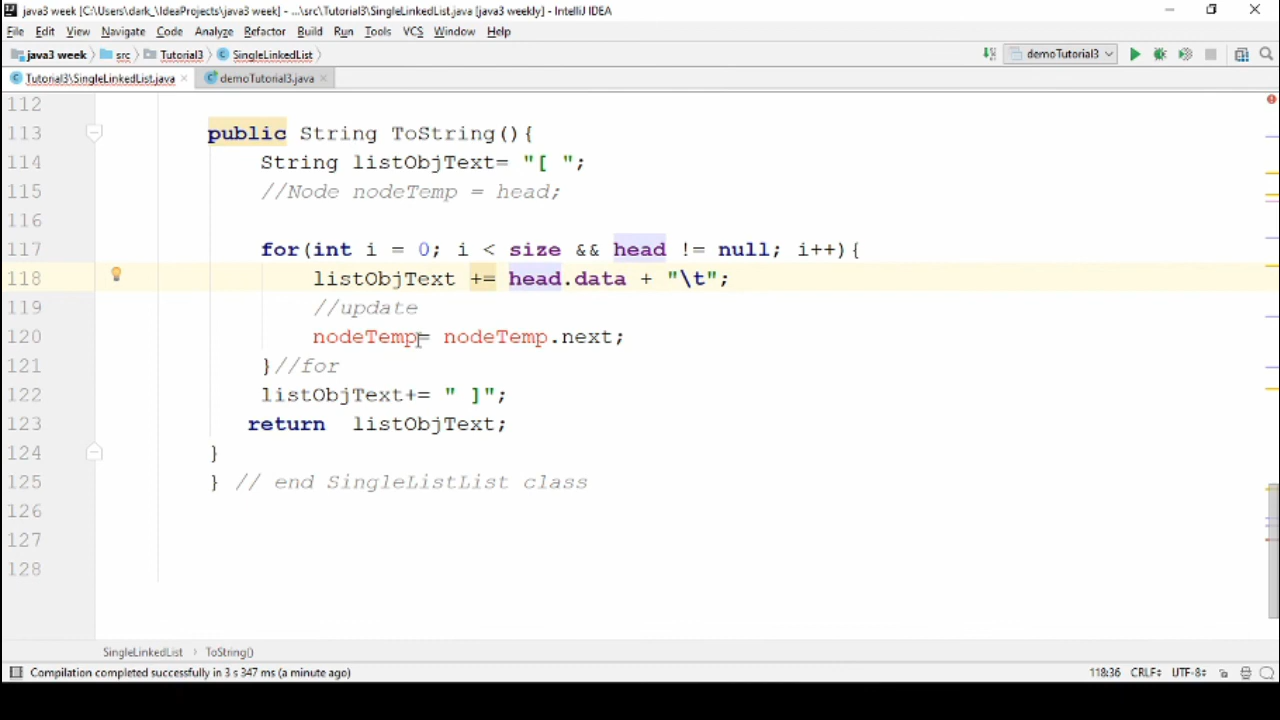 java3 week [C:\Users\dark_\IdeaProjects\java3 week] - ...\src\Tutorial3\SingleLinkedList.java [java3 weekly] - IntelliJ IDEA
File Edit View Navigate Code Analyze Refactor Build Run Tools VCS Window Help
java3 week src Tutorial3 SingleLinkedList demoTutorial3
Tutorial3\SingleLinkedList.java demoTutorial3.java
112
113 public String ToString(){
114 String listObjText= "[ ";
115 //Node nodeTemp = head;
116
117 for(int i = 0; i < size && head != null; i++){
118 listObjText += head.data + "\t";
119 //update
120 nodeTemp= nodeTemp.next;
121 }//for
122 listObjText+= " ]";
123 return listObjText;
124 }
125 } // end SingleListList class
126
127
128
SingleLinkedList ToString()
Compilation completed successfully in 3 s 347 ms (a minute ago) 118:36 CRLF UTF-8